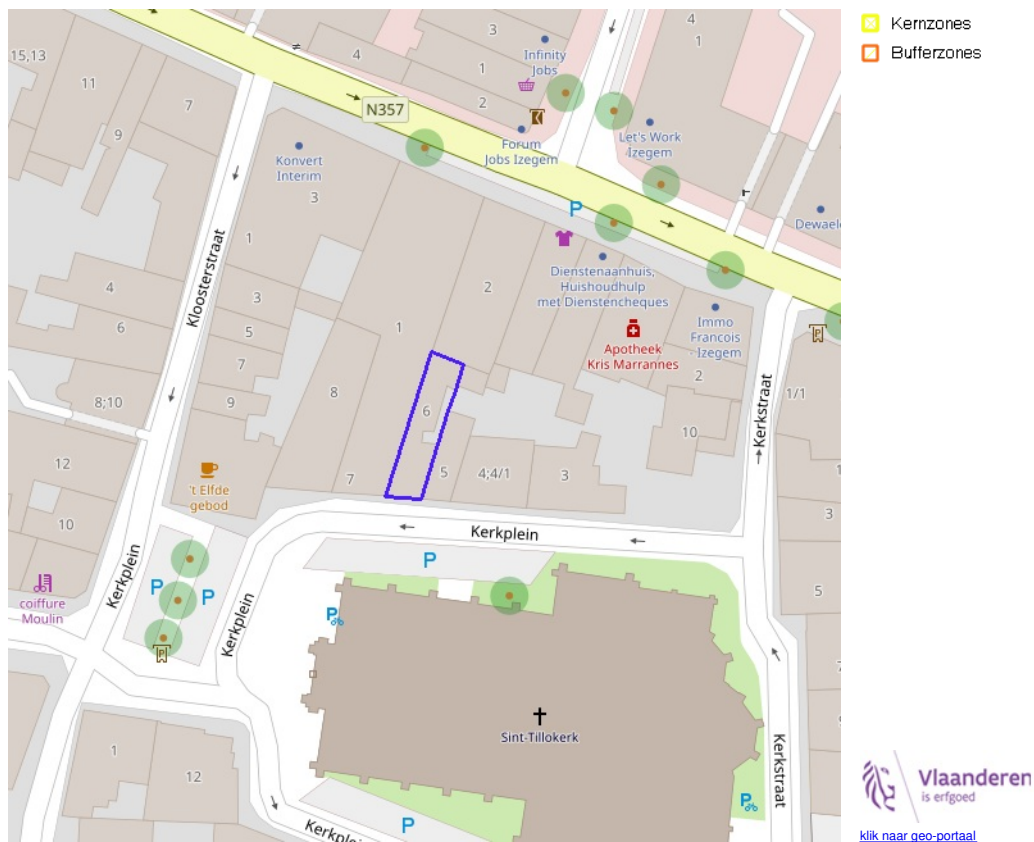 Kernzones
Bufferzones
15,13
11
9
7
4
3
1
2
Infinity
Jobs
N357
Forum
Jobs Izegem
4
1
Let's Work
Izegem
Konvert
Interim
3
1
Kloosterstraat
4
6
3
5
7
9
8;10
12
10
't Elfde
gebod
coiffure
Moulin
P
Dienstenaanhuis,
Huishoudhulp
met Dienstencheques
Immo
Francois
- Izegem
Apotheek
Kris Marrannes
2
2
1
8
7
6
5
4;4/1
3
10
1/1
Kerkstraat
3
5
Kerkplein
Kerkplein
Kerkplein
P
P
P
P
P
Sint-Tillokerk
Kerkstraat
P
1
12
Kerkplein
P
Vlaanderen
is erfgoed
klik naar geo-portaal